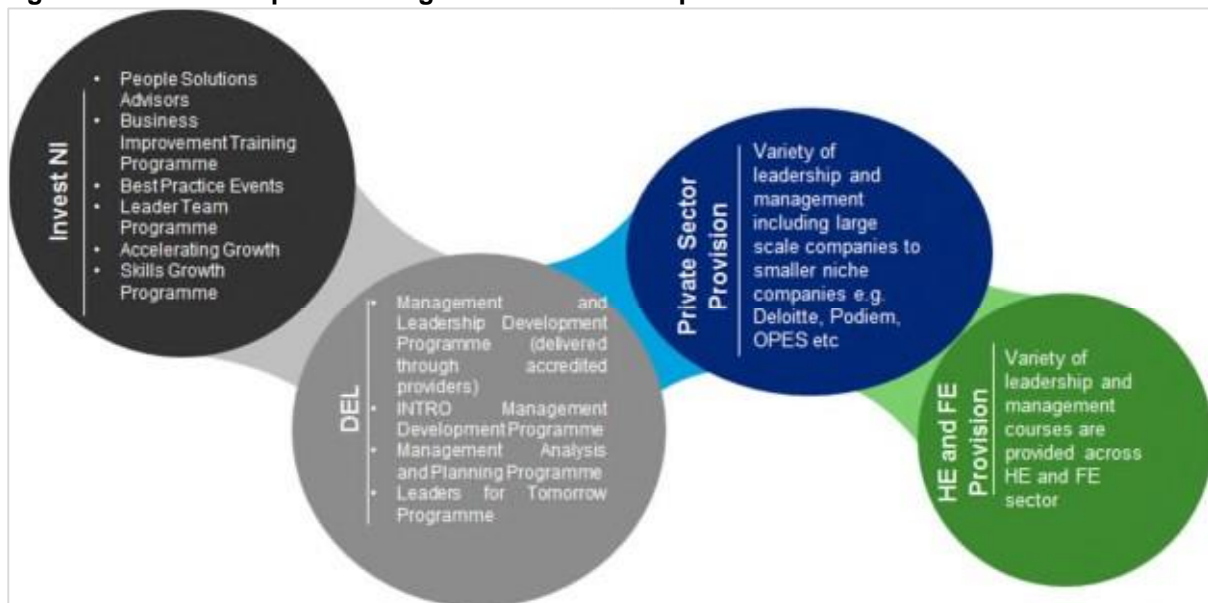 Invest NI
• People Solutions
Advisors
• Business
Improvement Training
Programme
• Best Practice Events
• Leader Team
Programme
• Accelerating Growth
• Skills Growth
Programme
DEL
• Management and
Leadership Development
Programme (delivered
through accredited
providers)
• INTRO Management
Development Programme
• Management Analysis
and Planning Programme
• Leaders for Tomorrow
Programme
Private Sector
Provision
Variety of
leadership and
management
including large
scale companies to
smaller niche
companies e.g.
Deloitte, Podiem,
OPES etc
HE and FE
Provision
Variety of
leadership and
management
courses are
provided across
HE and FE
sector